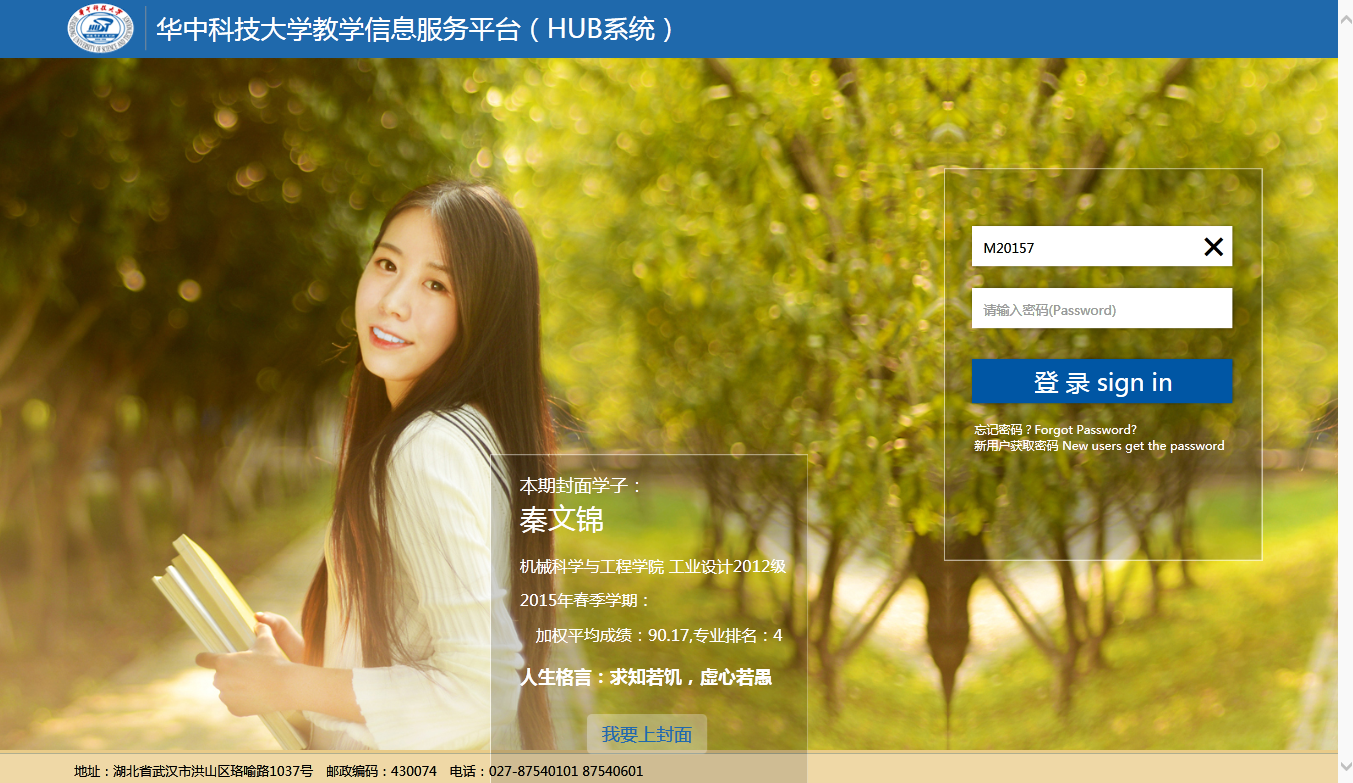 华中科技大学教学信息服务平台（HUB系统）
M20157
请输入密码(Password)
登 录 sign in
忘记密码？Forgot Password?
新用户获取密码 New users get the password
本期封面学子：
秦文锦
机械科学与工程学院 工业设计2012级
2015年春季学期：
加权平均成绩：90.17,专业排名：4
人生格言：求知若饥，虚心若愚
我要上封面
地址：湖北省武汉市洪山区珞喻路1037号 邮政编码：430074 电话：027-87540101 87540601